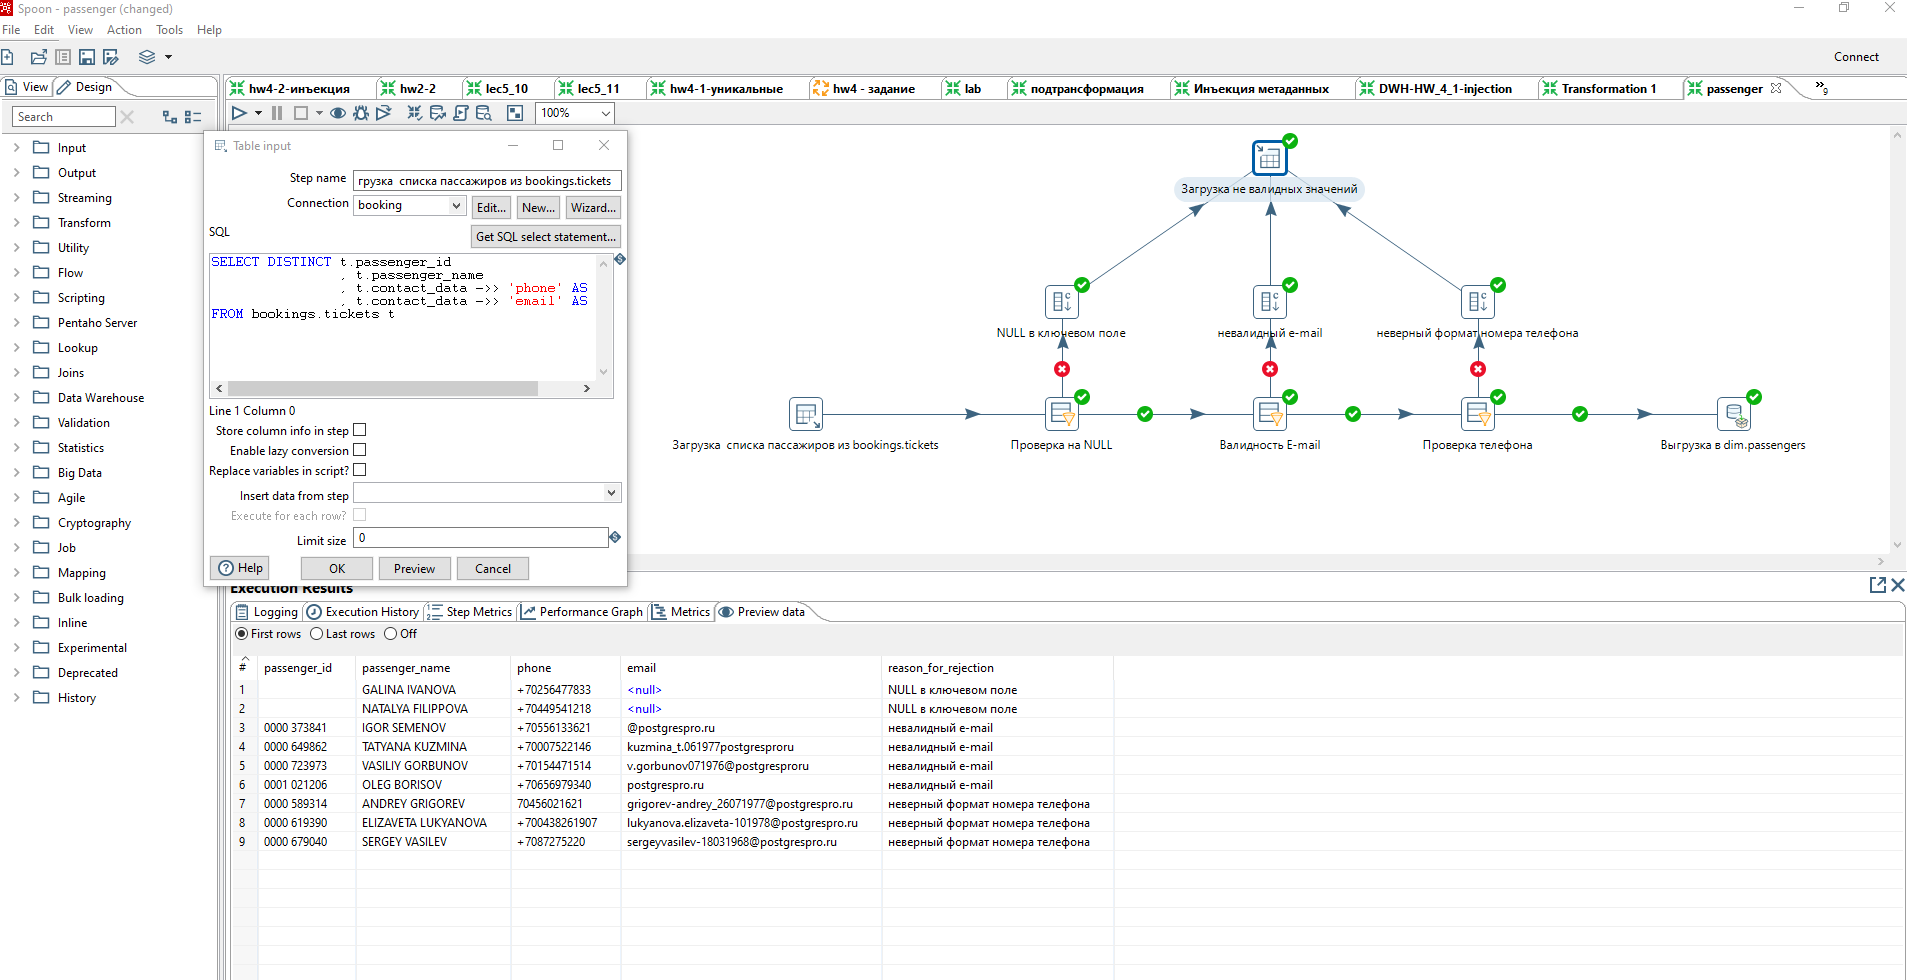 Spoon - passenger (changed)
File Edit View Action Tools Help
Connect
View Design
hw4-2-инъекция hw2-2 lec5_10 lec5_11 hw4-1-уникальные hw4 - задание lab подтрансформация Инъекция метаданных DWH-HW_4_1-injection Transformation 1 passenger »9
100%
Search
Input
Output
Streaming
Transform
Utility
Flow
Scripting
Pentaho Server
Lookup
Joins
Data Warehouse
Validation
Statistics
Big Data
Agile
Cryptography
Job
Mapping
Bulk loading
Inline
Experimental
Deprecated
History
Table input
Step name грузка списка пассажиров из bookings.tickets
Connection booking Edit... New... Wizard...
SQL Get SQL select statement...
SELECT DISTINCT t.passenger_id
, t.passenger_name
, t.contact_data ->> 'phone' AS
, t.contact_data ->> 'email' AS
FROM bookings.tickets t
Line 1 Column 0
Store column info in step
Enable lazy conversion
Replace variables in script?
Insert data from step
Execute for each row?
Limit size 0
Help OK Preview Cancel
Загрузка не валидных значений
NULL в ключевом поле невалидный e-mail неверный формат номера телефона
Загрузка списка пассажиров из bookings.tickets Проверка на NULL Валидность E-mail Проверка телефона Выгрузка в dim.passengers
Execution Results
Logging Execution History Step Metrics Performance Graph Metrics Preview data
First rows Last rows Off
# passenger_id passenger_name phone email reason_for_rejection
1 GALINA IVANOVA +70256477833 <null> NULL в ключевом поле
2 NATALYA FILIPPOVA +70449541218 <null> NULL в ключевом поле
3 0000 373841 IGOR SEMENOV +70556133621 @postgrespro.ru невалидный e-mail
4 0000 649862 TATYANA KUZMINA +70007522146 kuzmina_t.061977postgresproru невалидный e-mail
5 0000 723973 VASILIY GORBUNOV +70154471514 v.gorbunov071976@postgresproru невалидный e-mail
6 0001 021206 OLEG BORISOV +70656979340 postgrespro.ru невалидный e-mail
7 0000 589314 ANDREY GRIGOREV 70456021621 grigorev-andrey_26071977@postgrespro.ru неверный формат номера телефона
8 0000 619390 ELIZAVETA LUKYANOVA +700438261907 lukyanova.elizaveta-101978@postgrespro.ru неверный формат номера телефона
9 0000 679040 SERGEY VASILEV +7087275220 sergeyvasilev-18031968@postgrespro.ru неверный формат номера телефона